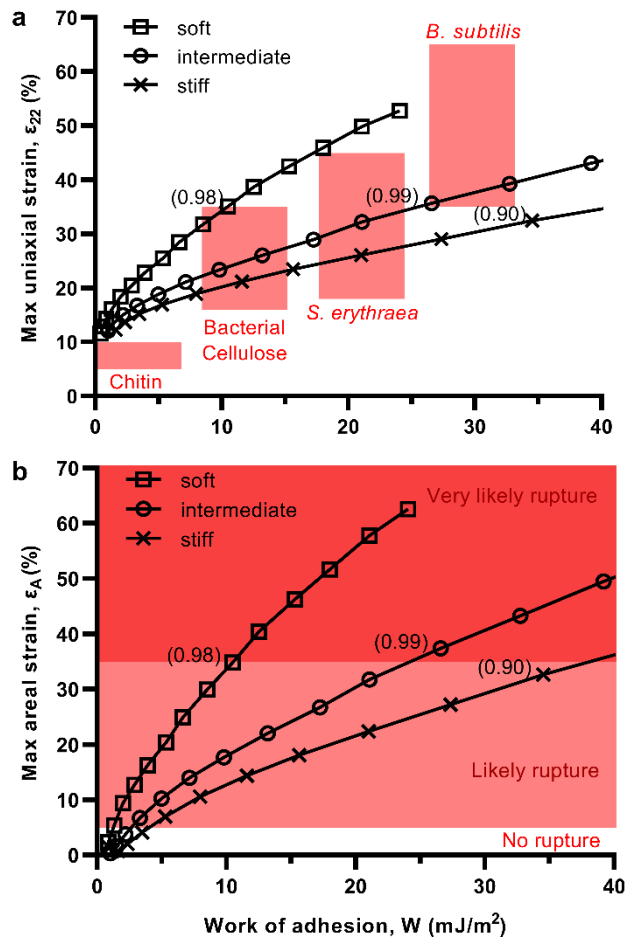 a
Max uniaxial strain, ε22 (%)
70
60
50
40
30
20
10
0
soft
intermediate
stiff
B. subtilis
(0.98)
(0.99)
(0.90)
Bacterial
Cellulose
S. erythraea
Chitin
0 10 20 30 40
b
Max areal strain, εA (%)
70
60
50
40
30
20
10
0
soft
intermediate
stiff
Very likely rupture
(0.98)
(0.99)
(0.90)
Likely rupture
No rupture
0 10 20 30 40
Work of adhesion, W (mJ/m²)